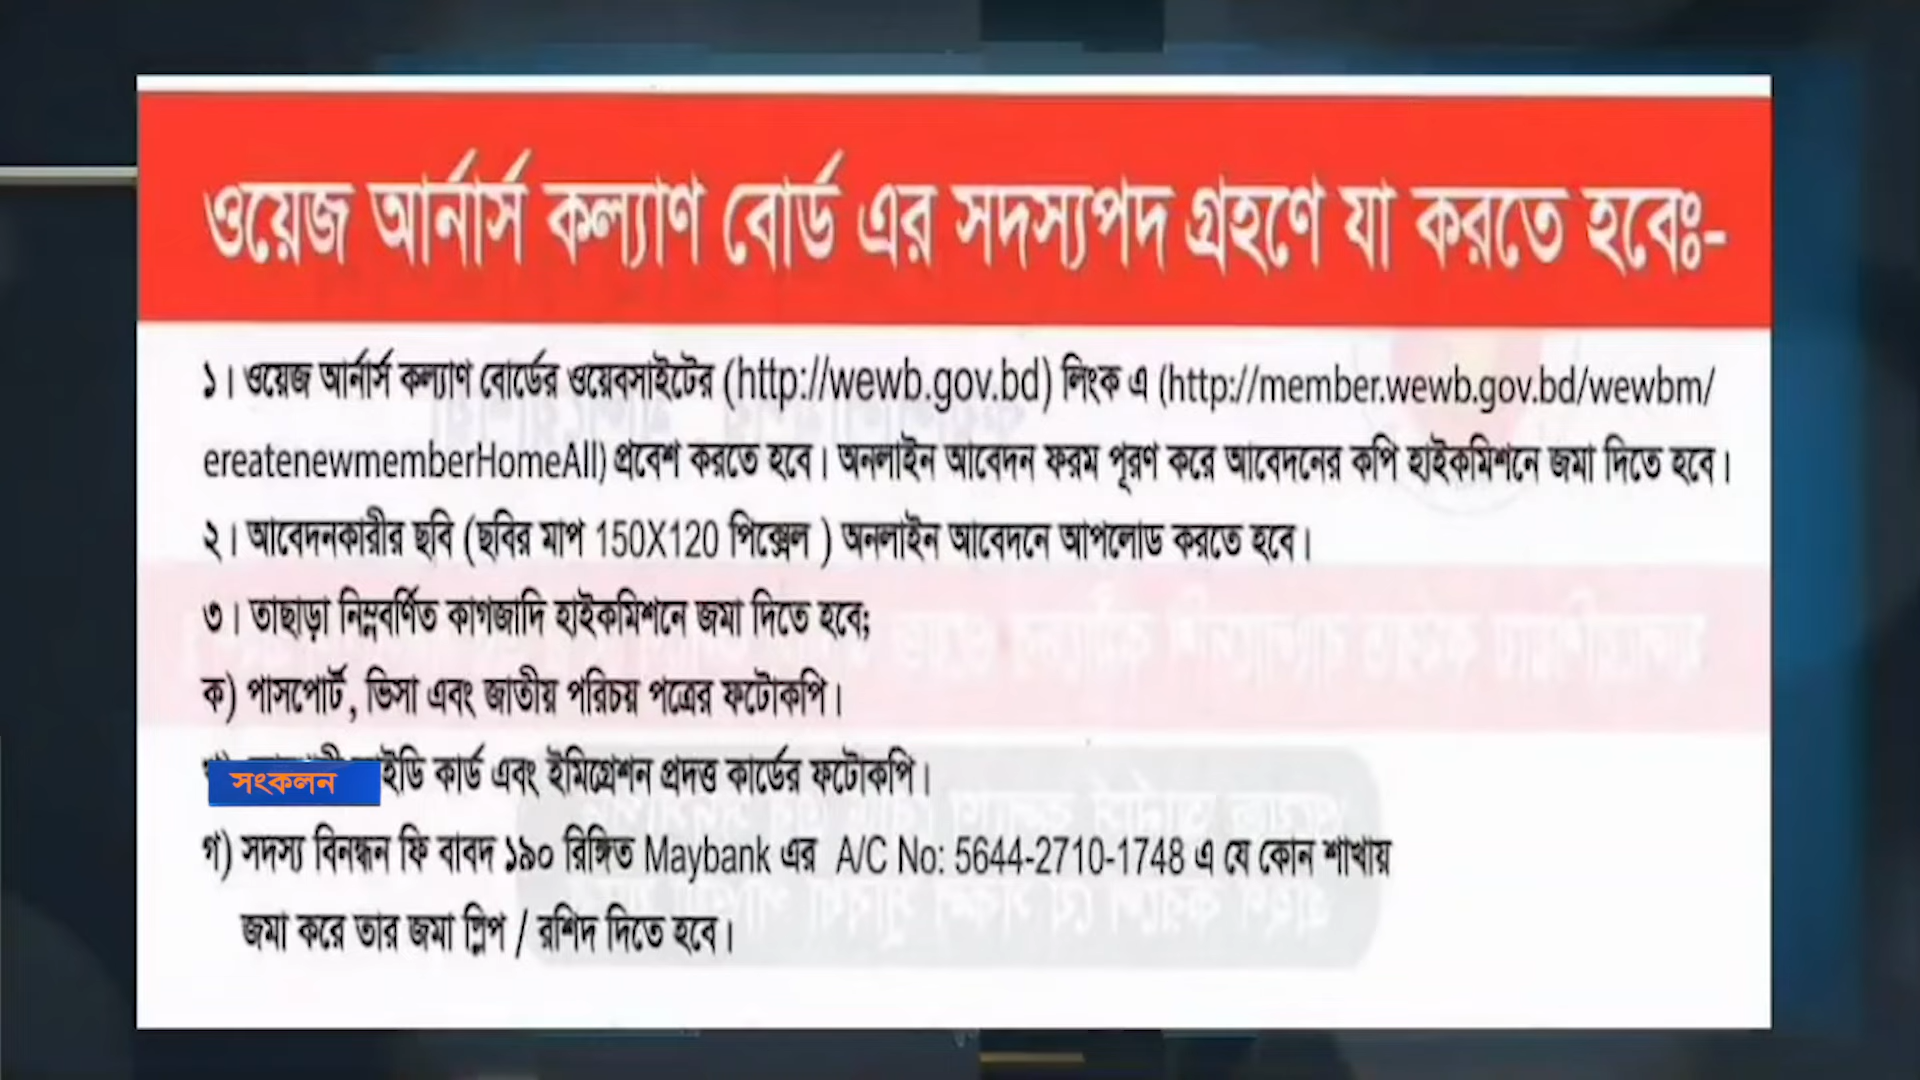 ওয়েজ আর্নার্স কল্যাণ বোর্ড এর সদস্যপদ গ্রহণে যা করতে হবেঃ-
১। ওয়েজ আর্নার্স কল্যাণ বোর্ডের ওয়েবসাইটের (http://wewb.gov.bd) লিংক এ (http://member.wewb.gov.bd/wewbm/
ereatenewmemberHomeAll) প্রবেশ করতে হবে। অনলাইন আবেদন ফরম পূরণ করে আবেদনের কপি হাইকমিশনে জমা দিতে হবে।
২। আবেদনকারীর ছবি (ছবির মাপ 150X120 পিক্সেল ) অনলাইন আবেদনে আপলোড করতে হবে।
৩। তাছাড়া নিম্নবর্ণিত কাগজাদি হাইকমিশনে জমা দিতে হবে;
ক) পাসপোর্ট, ভিসা এবং জাতীয় পরিচয় পত্রের ফটোকপি।
কার্ড এবং ইমিগ্রেশন প্রদত্ত কার্ডের ফটোকপি।
সংকলন
গ) সদস্য বিনন্ধন ফি বাবদ ১৯০ রিঙ্গিত Maybank এর A/C No: 5644-2710-1748 এ যে কোন শাখায়
জমা করে তার জমা স্লিপ / রশিদ দিতে হবে।